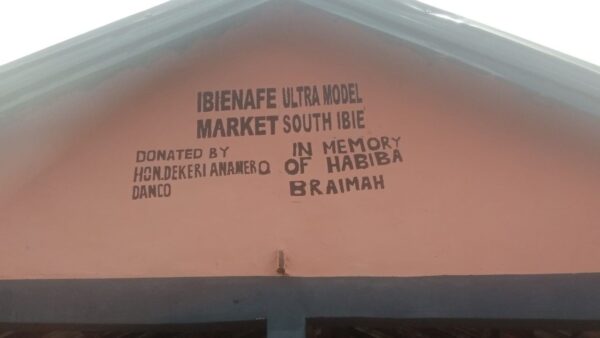 IBIENAFE ULTRA MODEL
MARKET SOUTH IBIE
DONATED BY
HON.DEKERI ANAMERO
DANCO
IN MEMORY
OF HABIBA
BRAIMAH